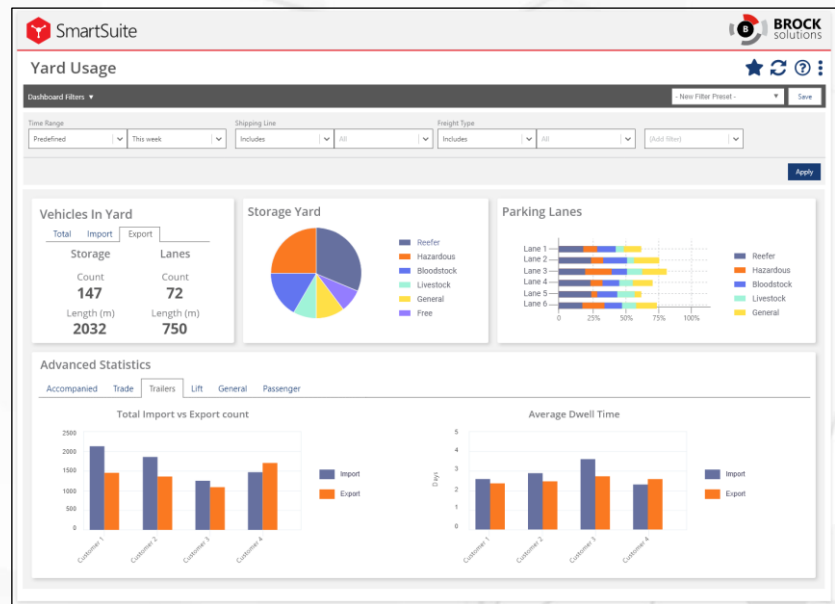 SmartSuite
B
BROCK
solutions
Yard Usage
Dashboard Filters ▼
- New Filter Preset -
Save
Time Range
Shipping Line
Freight Type
Predefined
This week
Includes
All
Includes
All
(Add filter)
Apply
Vehicles In Yard
Total Import Export
Storage Lanes
Count Count
147 72
Length (m) Length (m)
2032 750
Storage Yard
Reefer
Hazardous
Bloodstock
Livestock
General
Free
Parking Lanes
Lane 1
Lane 2
Lane 3
Lane 4
Lane 5
Lane 6
0 25% 50% 75% 100%
Reefer
Hazardous
Bloodstock
Livestock
General
Advanced Statistics
Accompanied Trade Trailers Lift General Passenger
Total Import vs Export count
2500
2000
1500
1000
500
0
Customer 1 Customer 2 Customer 3 Customer 4
Import
Export
Average Dwell Time
Days
5
4
3
2
1
0
Customer 1 Customer 2 Customer 3 Customer 4
Import
Export